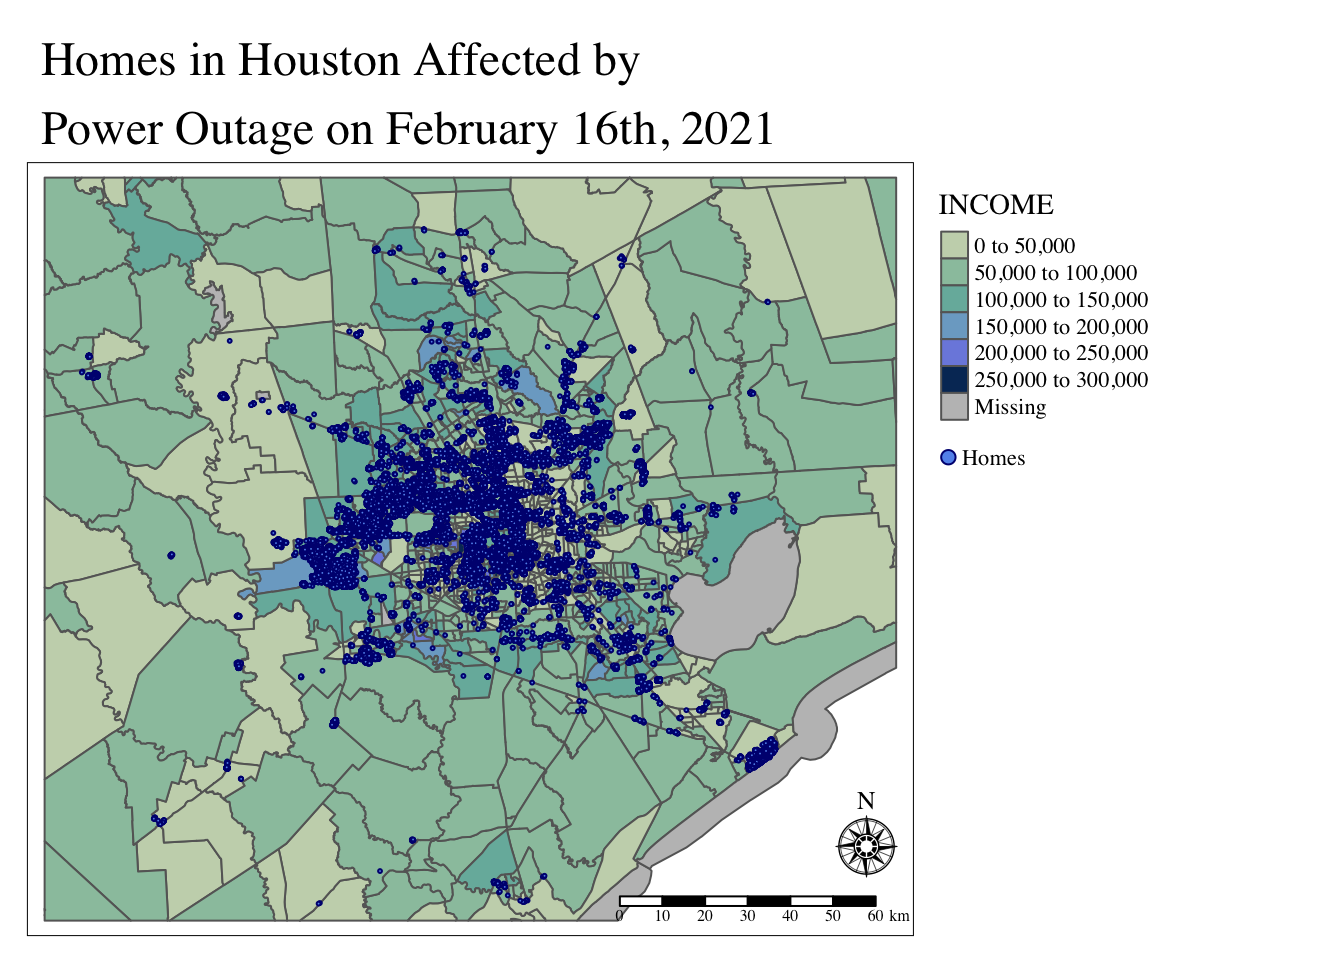 Homes in Houston Affected by
Power Outage on February 16th, 2021
INCOME
0 to 50,000
50,000 to 100,000
100,000 to 150,000
150,000 to 200,000
200,000 to 250,000
250,000 to 300,000
Missing
Homes
N
0 10 20 30 40 50 60 km